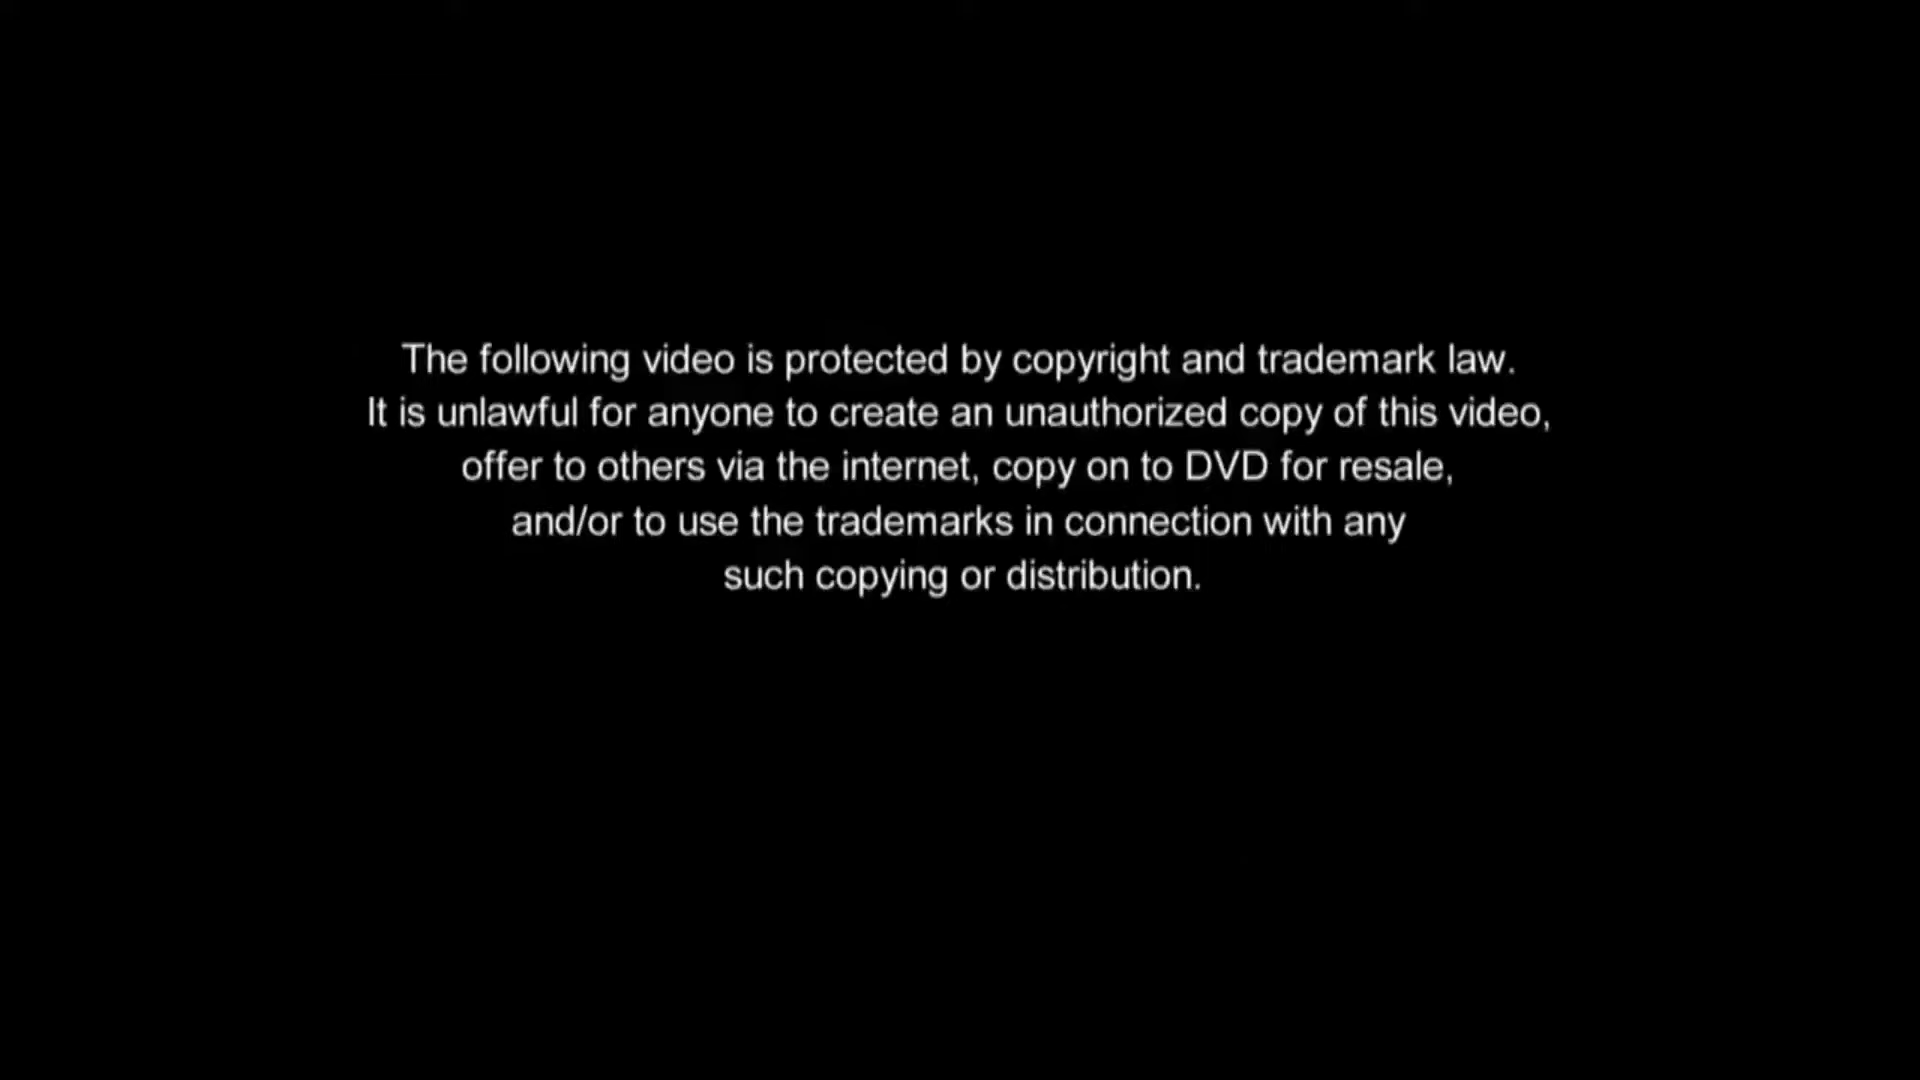 The following video is protected by copyright and trademark law.
It is unlawful for anyone to create an unauthorized copy of this video,
offer to others via the internet, copy on to DVD for resale,
and/or to use the trademarks in connection with any
such copying or distribution.